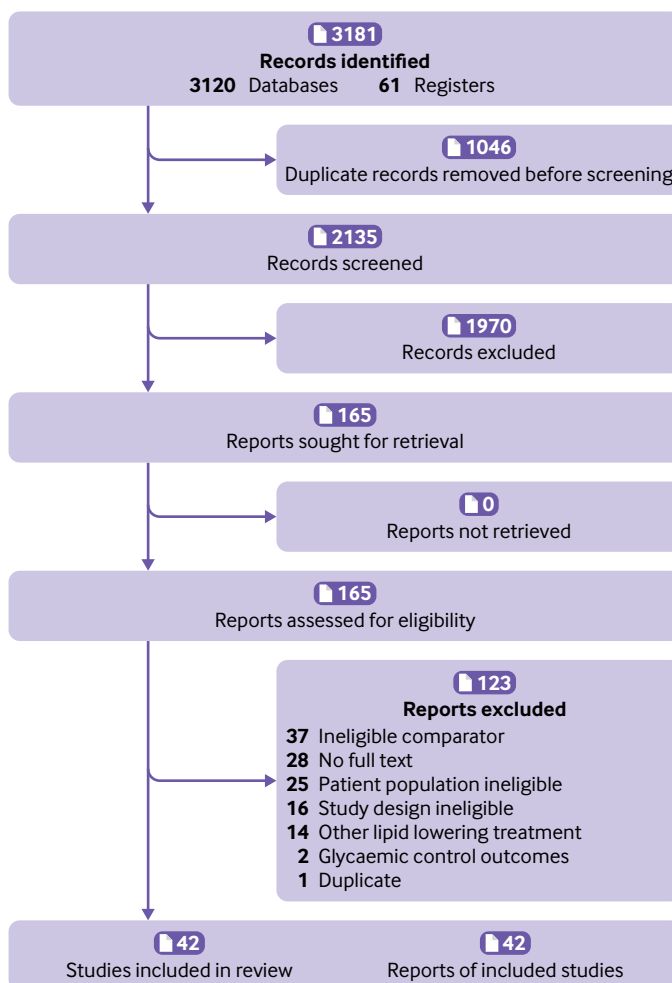 3181
Records identified
3120 Databases 61 Registers
1046
Duplicate records removed before screening
2135
Records screened
1970
Records excluded
165
Reports sought for retrieval
0
Reports not retrieved
165
Reports assessed for eligibility
123
Reports excluded
37 Ineligible comparator
28 No full text
25 Patient population ineligible
16 Study design ineligible
14 Other lipid lowering treatment
2 Glycaemic control outcomes
1 Duplicate
42 42
Studies included in review Reports of included studies